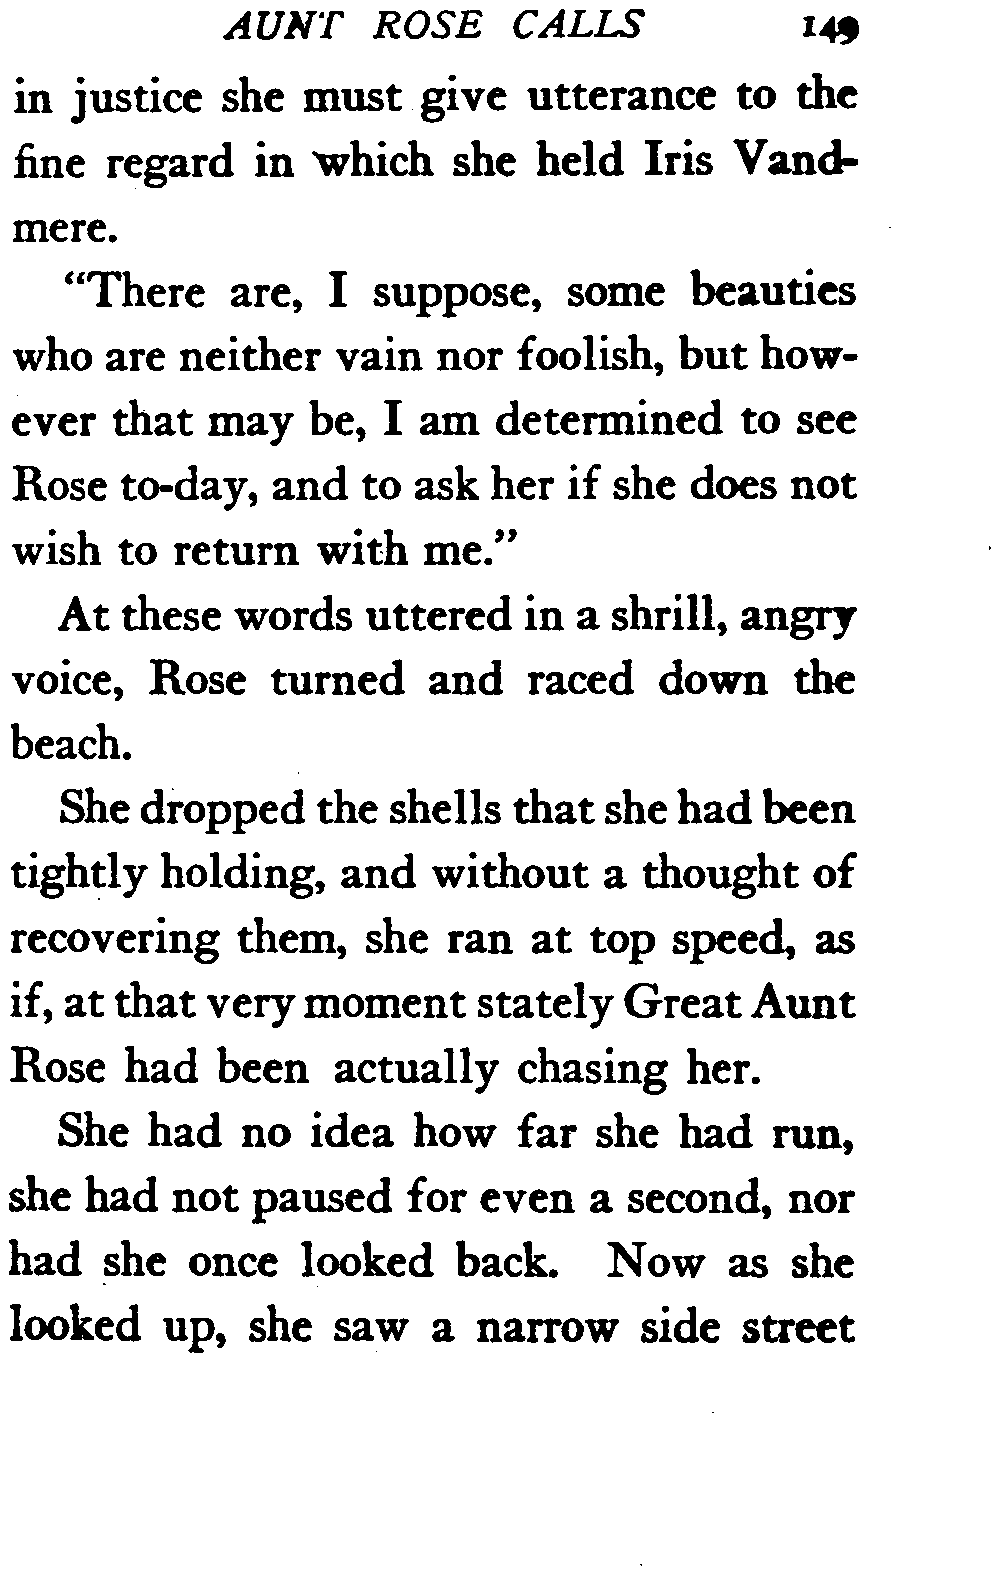 AUNT ROSE CALLS 149
in justice she must give utterance to the
fine regard in which she held Iris Vand-
mere.
"There are, I suppose, some beauties
who are neither vain nor foolish, but how-
ever that may be, I am determined to see
Rose to-day, and to ask her if she does not
wish to return with me."
At these words uttered in a shrill, angry
voice, Rose turned and raced down the
beach.
She dropped the shells that she had been
tightly holding, and without a thought of
recovering them, she ran at top speed, as
if, at that very moment stately Great Aunt
Rose had been actually chasing her.
She had no idea how far she had run,
she had not paused for even a second, nor
had she once looked back. Now as she
looked up, she saw a narrow side street